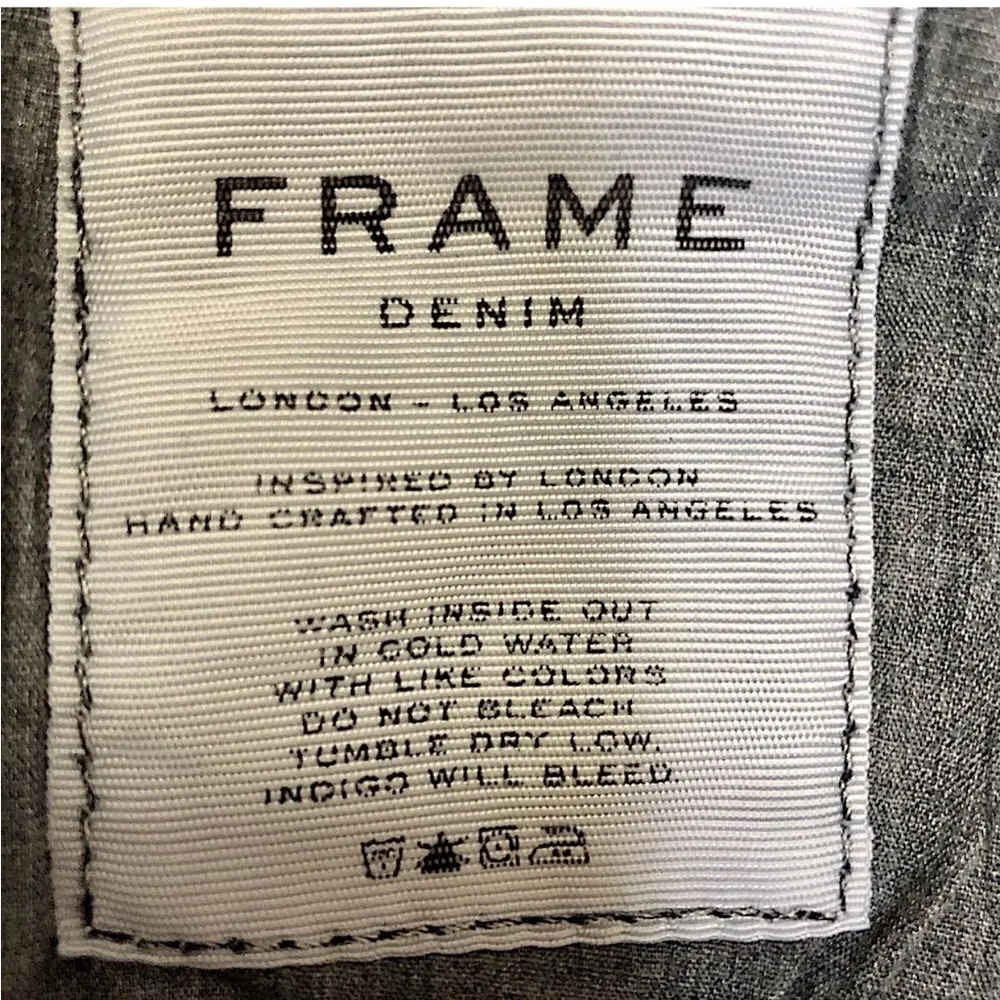 FRAME
DENIM
LONDON - LOS ANGELES
INSPIRED BY LONDON
HAND CRAFTED IN LOS ANGELES
WASH INSIDE OUT
IN COLD WATER
WITH LIKE COLORS
DO NOT BLEACH
TUMBLE DRY LOW.
INDIGO WILL BLEED.